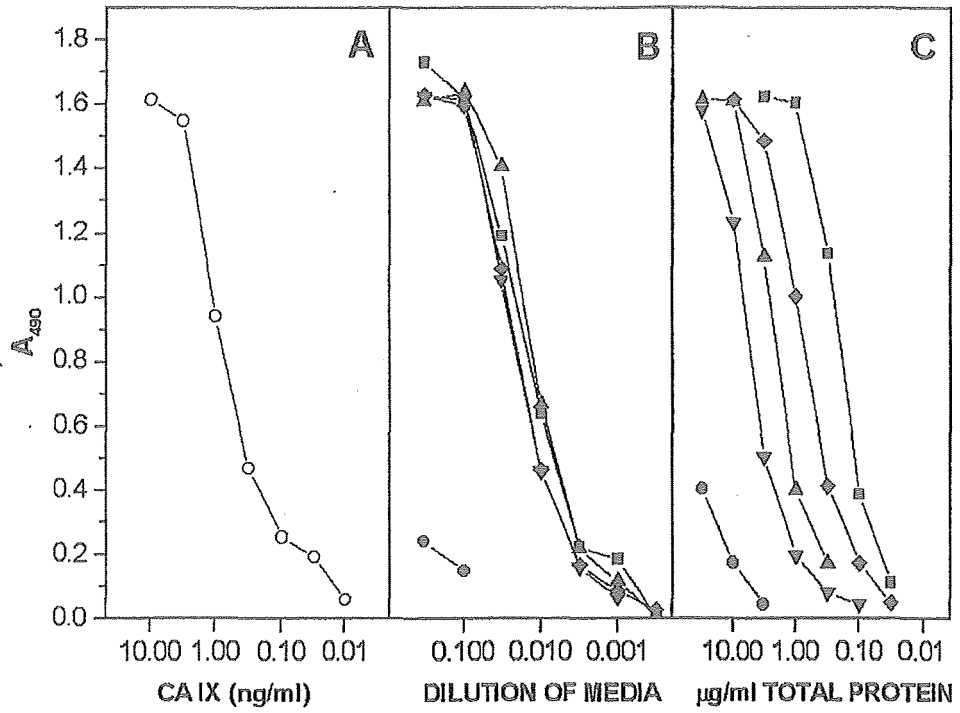 A B C
1.8
1.6
1.4
1.2
1.0
0.8
0.6
0.4
0.2
0.0
A490
10.00 1.00 0.10 0.01
CA IX (ng/ml)
0.100 0.010 0.001
DILUTION OF MEDIA
10.00 1.00 0.10 0.01
µg/ml TOTAL PROTEIN